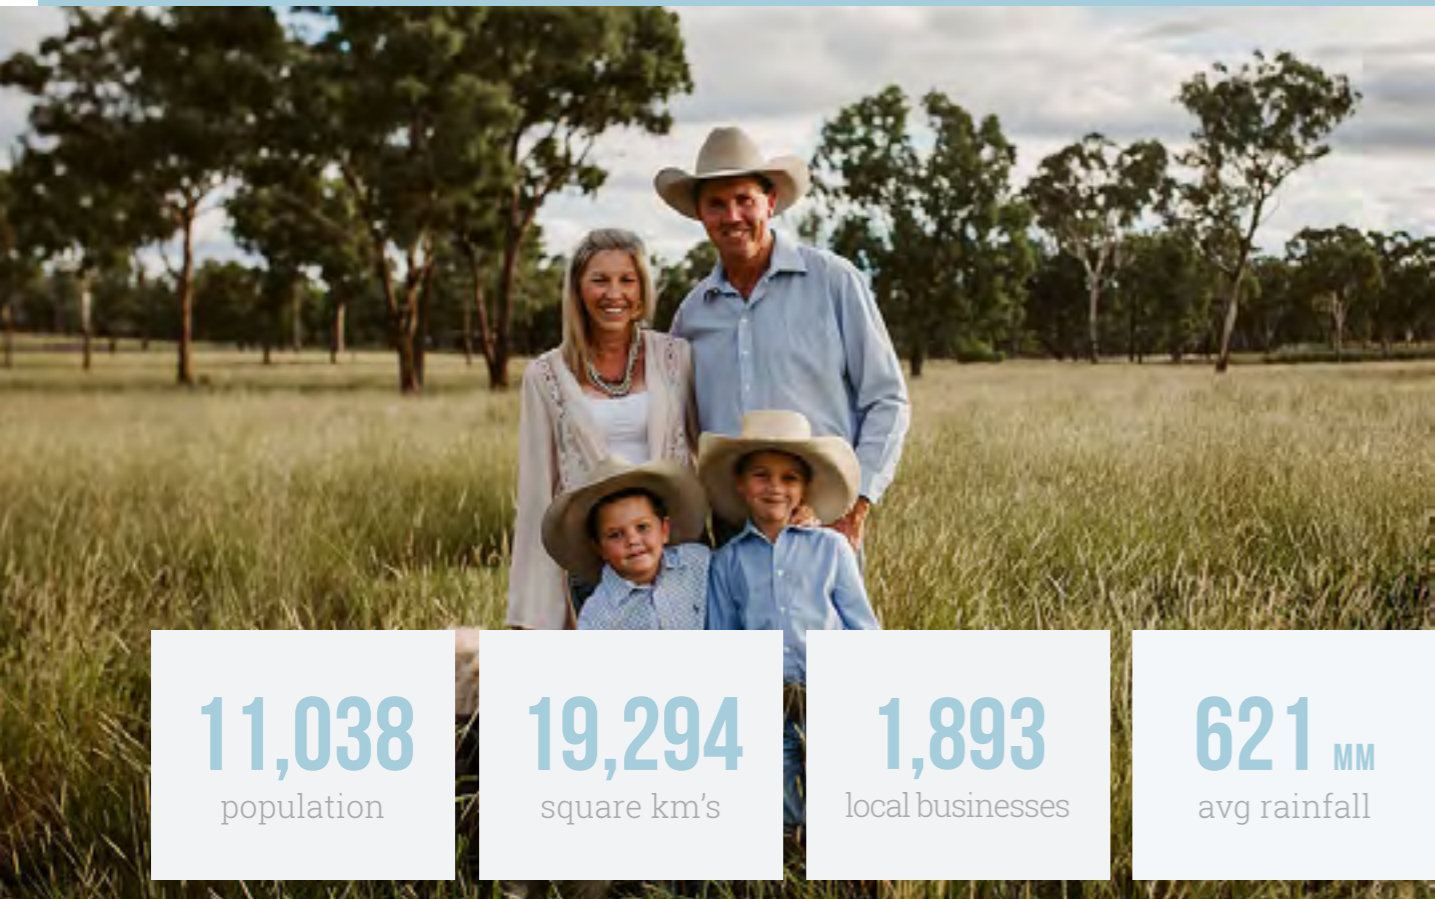 11,038
population
19,294
square km's
1,893
local businesses
621 MM
avg rainfall